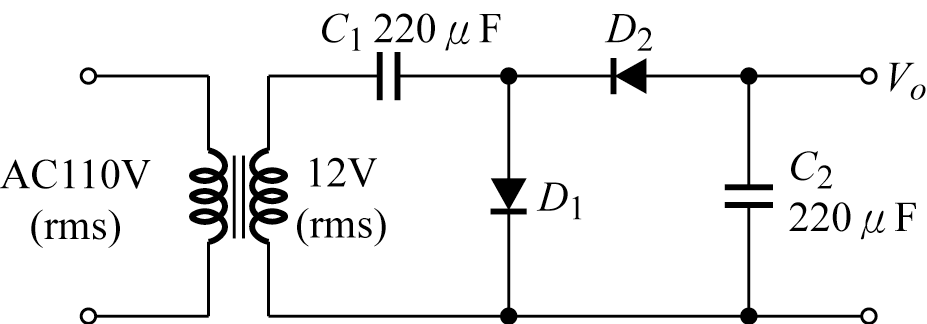 C₁ 220 μF
D₂
Vₒ
AC110V
(rms)
12V
(rms)
D₁
C₂
220 μF